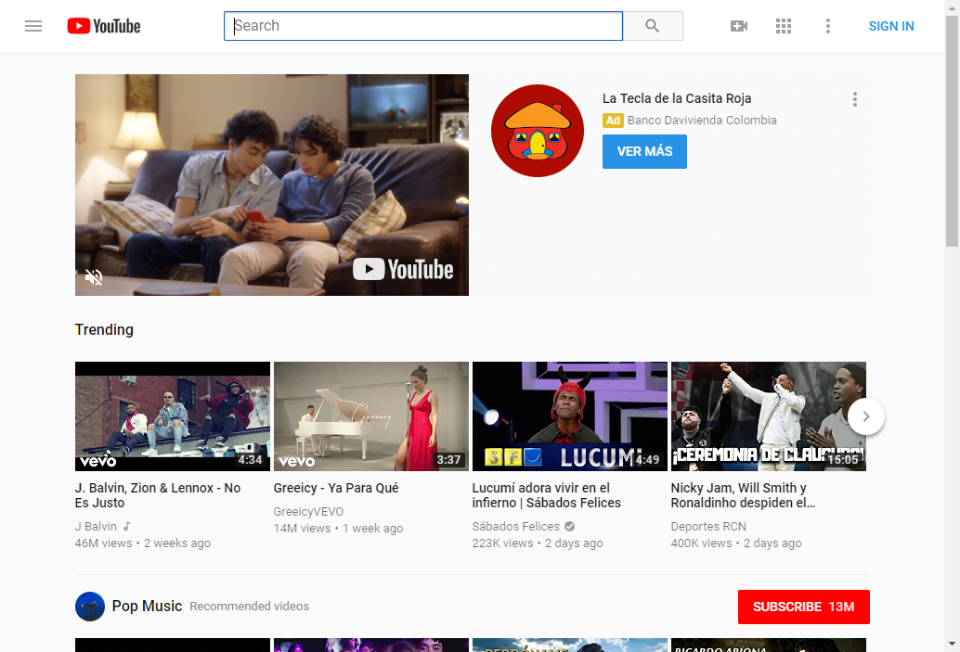 YouTube
Search
SIGN IN
La Tecla de la Casita Roja
Ad Banco Davivienda Colombia
VER MÁS
YouTube
Trending
vevo 4:34
vevo Greeicy 3:37
SF LUCUMÍ 4:49
¡CEREMONIA DE CLAUSURA! 15:05
J. Balvin, Zion & Lennox - No
Es Justo
J Balvin
46M views • 2 weeks ago
Greeicy - Ya Para Qué
GreeicyVEVO
14M views • 1 week ago
Lucumí adora vivir en el
infierno | Sábados Felices
Sábados Felices
223K views • 2 days ago
Nicky Jam, Will Smith y
Ronaldinho despiden el...
Deportes RCN
400K views • 2 days ago
Pop Music Recommended videos
SUBSCRIBE 13M
RICARDO ARJONA